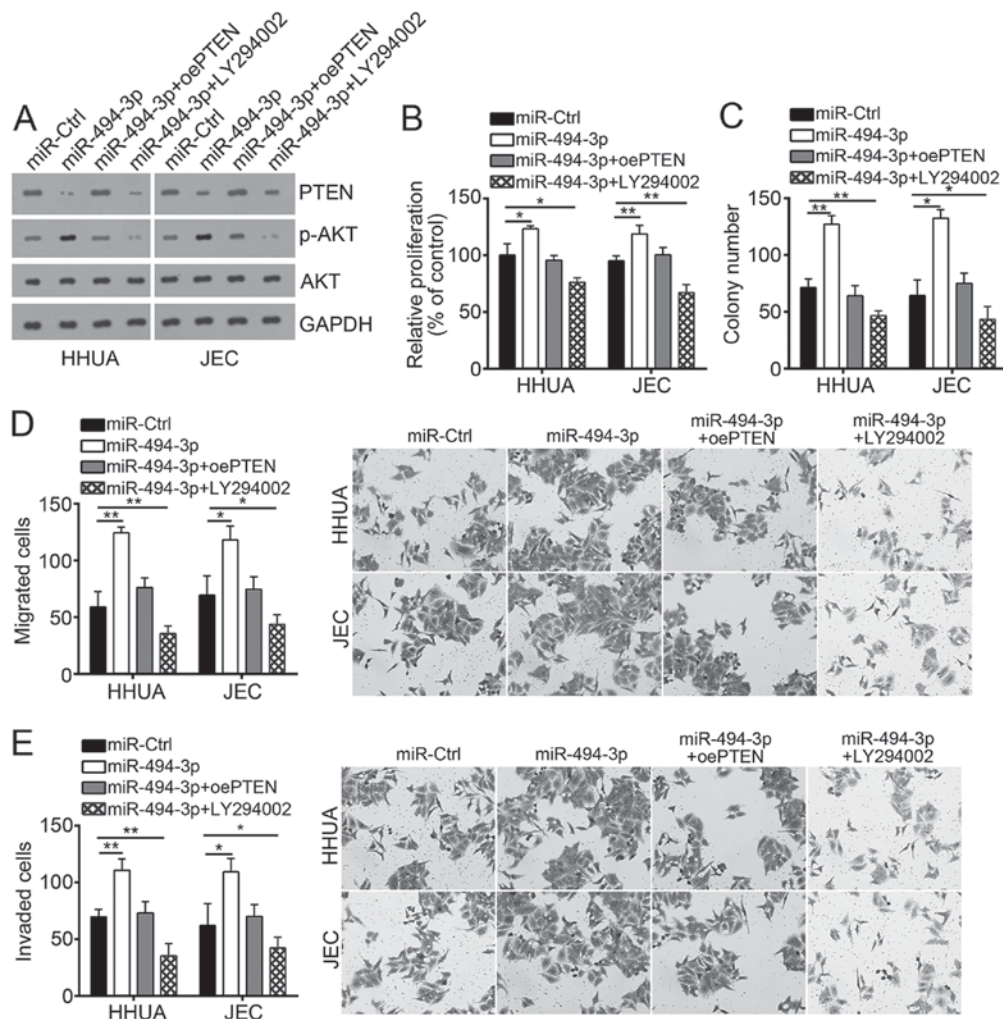 A
miR-Ctrl
miR-494-3p
miR-494-3p+oePTEN
miR-494-3p+LY294002
miR-Ctrl
miR-494-3p
miR-494-3p+oePTEN
miR-494-3p+LY294002
PTEN
p-AKT
AKT
GAPDH
HHUA JEC
B
miR-Ctrl
miR-494-3p
miR-494-3p+oePTEN
miR-494-3p+LY294002
Relative proliferation
(% of control)
150
100
50
0
* ** 
* **
HHUA JEC
C
miR-Ctrl
miR-494-3p
miR-494-3p+oePTEN
miR-494-3p+LY294002
Colony number
150
100
50
0
** *
** *
HHUA JEC
D
miR-Ctrl
miR-494-3p
miR-494-3p+oePTEN
miR-494-3p+LY294002
Migrated cells
150
100
50
0
** *
** *
HHUA JEC
miR-Ctrl miR-494-3p miR-494-3p +oePTEN miR-494-3p +LY294002
HHUA
JEC
E
miR-Ctrl
miR-494-3p
miR-494-3p+oePTEN
miR-494-3p+LY294002
Invaded cells
150
100
50
0
** *
** *
HHUA JEC
miR-Ctrl miR-494-3p miR-494-3p +oePTEN miR-494-3p +LY294002
HHUA
JEC